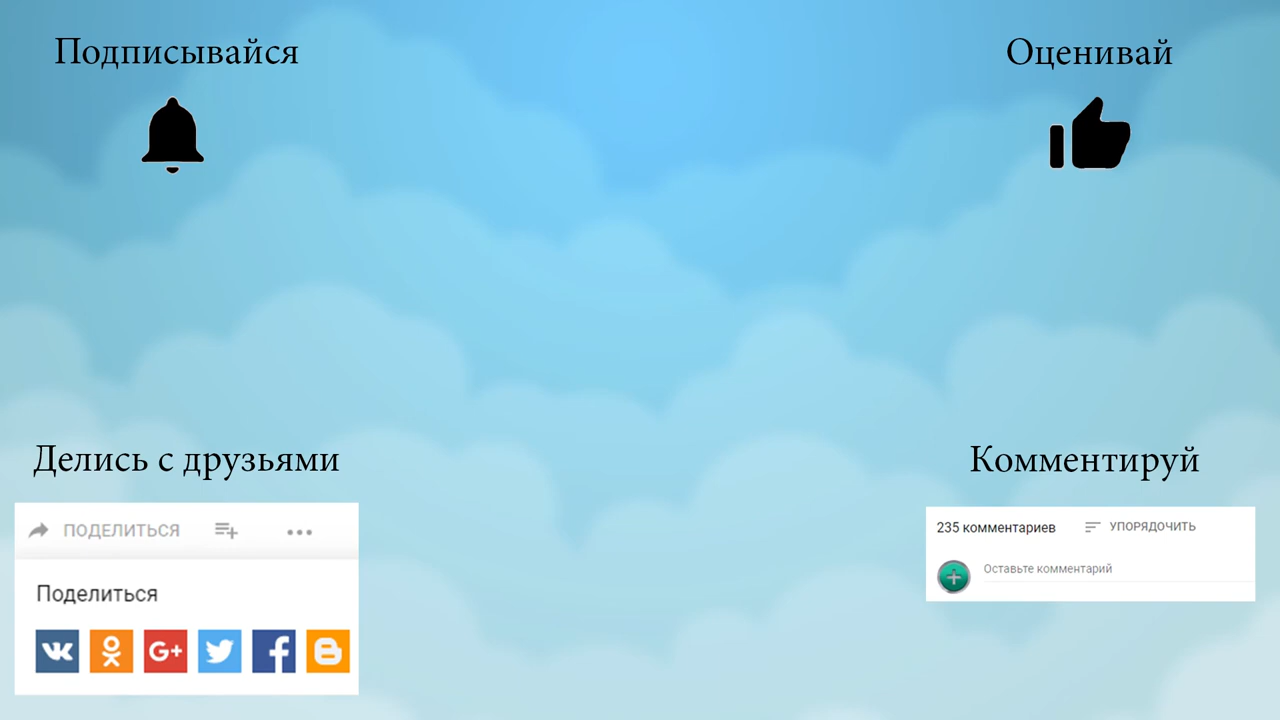 Подписывайся
Оценивай
Делись с друзьями
ПОДЕЛИТЬСЯ
Поделиться
G+
Комментируй
235 комментариев
УПОРЯДОЧИТЬ
Оставьте комментарий